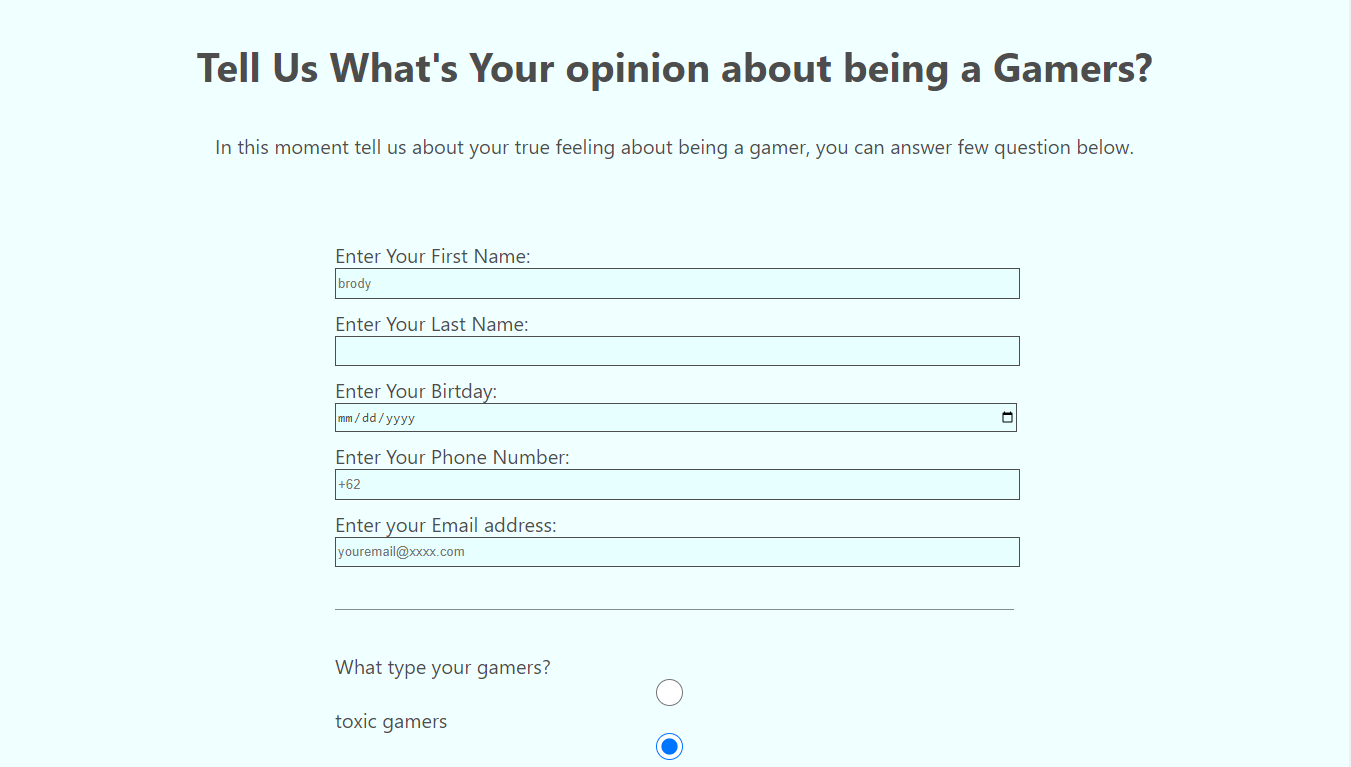 Tell Us What's Your opinion about being a Gamers?
In this moment tell us about your true feeling about being a gamer, you can answer few question below.
Enter Your First Name:
brody
Enter Your Last Name:
Enter Your Birtday:
mm/dd/yyyy
Enter Your Phone Number:
+62
Enter your Email address:
youremail@xxxx.com
What type your gamers?
toxic gamers